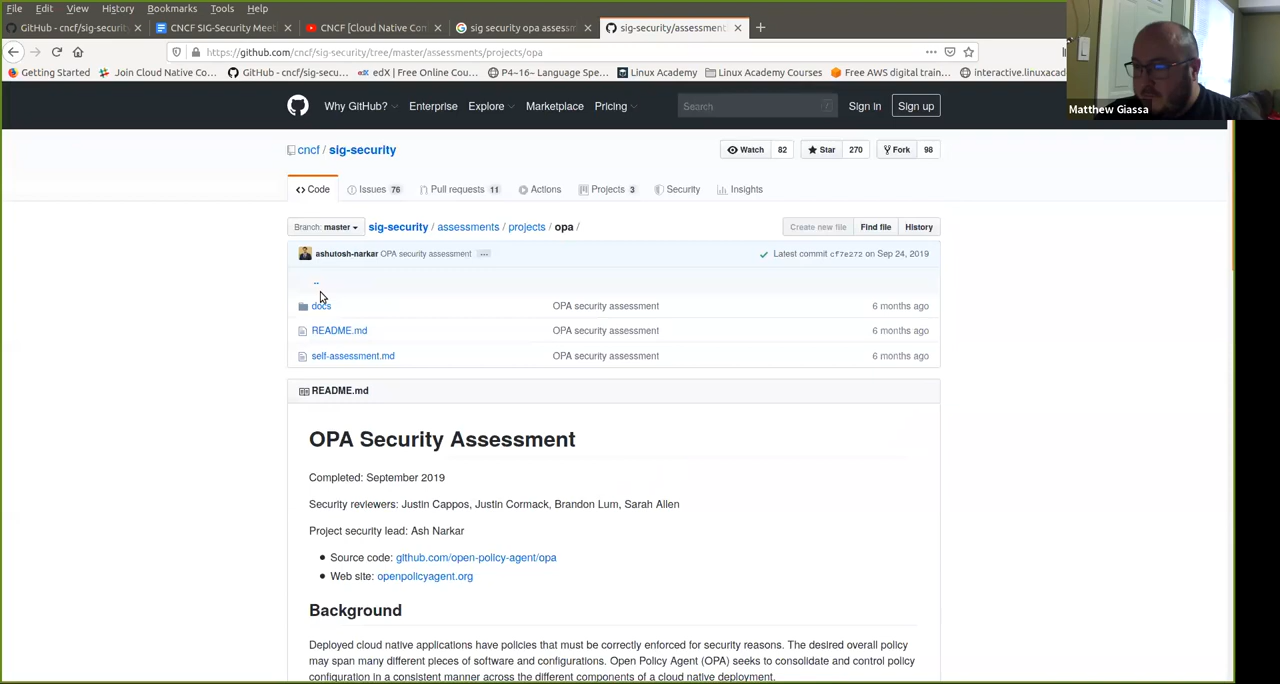 File Edit View History Bookmarks Tools Help
GitHub - cncf/sig-securit
CNCF SIG-Security Meeti
CNCF [Cloud Native Com
sig security opa assessme
sig-security/assessments
https://github.com/cncf/sig-security/tree/master/assessments/projects/opa
Getting Started
Join Cloud Native Co...
GitHub - cncf/sig-secu...
edX | Free Online Cou...
P4~16~ Language Spe...
Linux Academy
Linux Academy Courses
Free AWS digital train...
interactive.linuxacad
Matthew Giassa
Why GitHub? Enterprise Explore Marketplace Pricing Search Sign in Sign up
cncf / sig-security
Watch 82 Star 270 Fork 98
Code Issues 76 Pull requests 11 Actions Projects 3 Security Insights
Branch: master sig-security / assessments / projects / opa /
Create new file Find file History
ashutosh-narkar OPA security assessment ... Latest commit cf7e272 on Sep 24, 2019
..
docs OPA security assessment 6 months ago
README.md OPA security assessment 6 months ago
self-assessment.md OPA security assessment 6 months ago
README.md
OPA Security Assessment
Completed: September 2019
Security reviewers: Justin Cappos, Justin Cormack, Brandon Lum, Sarah Allen
Project security lead: Ash Narkar
Source code: github.com/open-policy-agent/opa
Web site: openpolicyagent.org
Background
Deployed cloud native applications have policies that must be correctly enforced for security reasons. The desired overall policy
may span many different pieces of software and configurations. Open Policy Agent (OPA) seeks to consolidate and control policy
configuration in a consistent manner across the different components of a cloud native deployment.